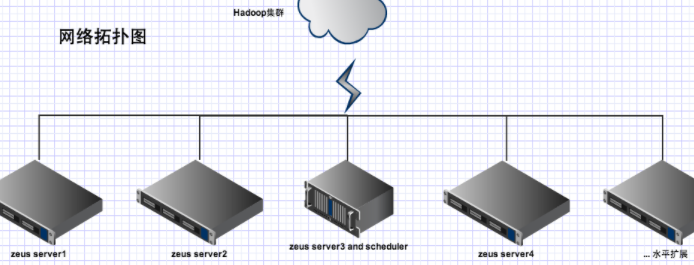 Hadoop集群
网络拓扑图
zeus server1
zeus server2
zeus server3 and scheduler
zeus server4
... 水平扩展